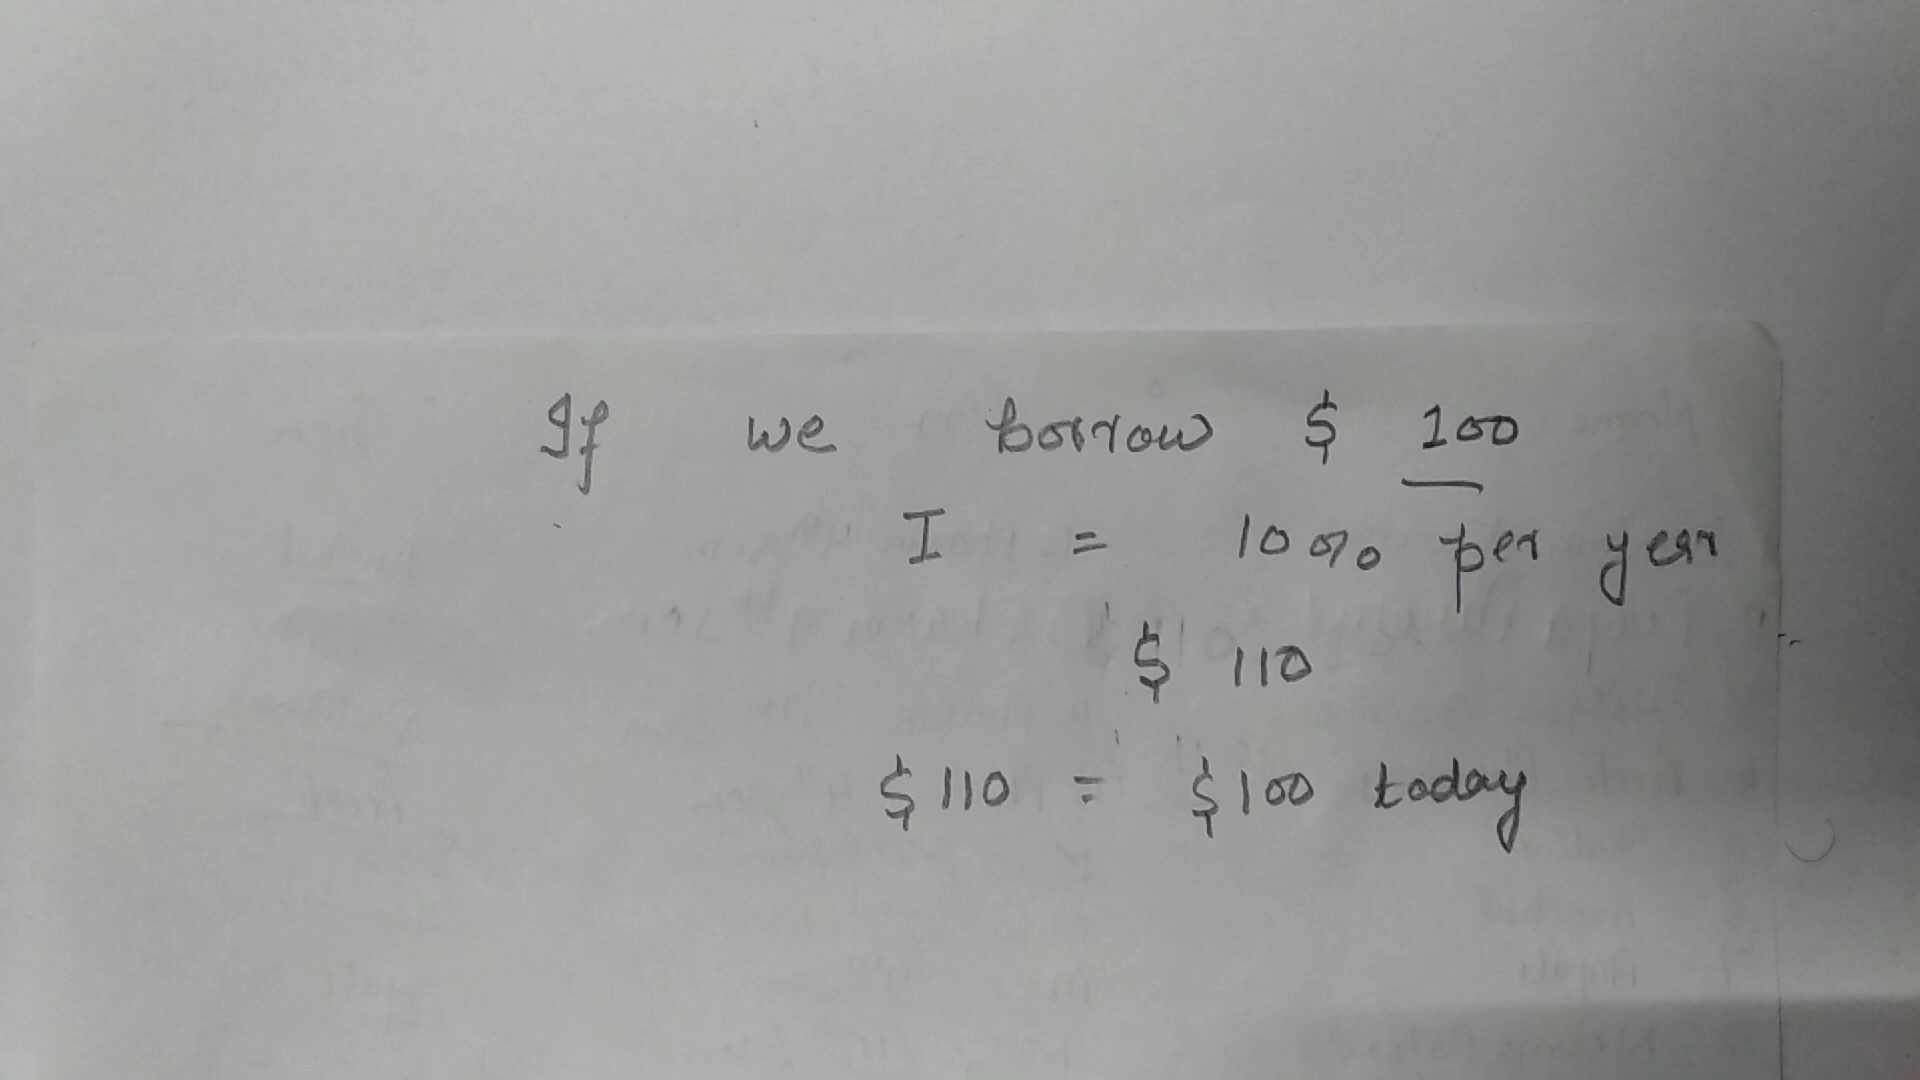 If we borrow $ 100
I = 10% per year
$ 110
$110 = $100 today